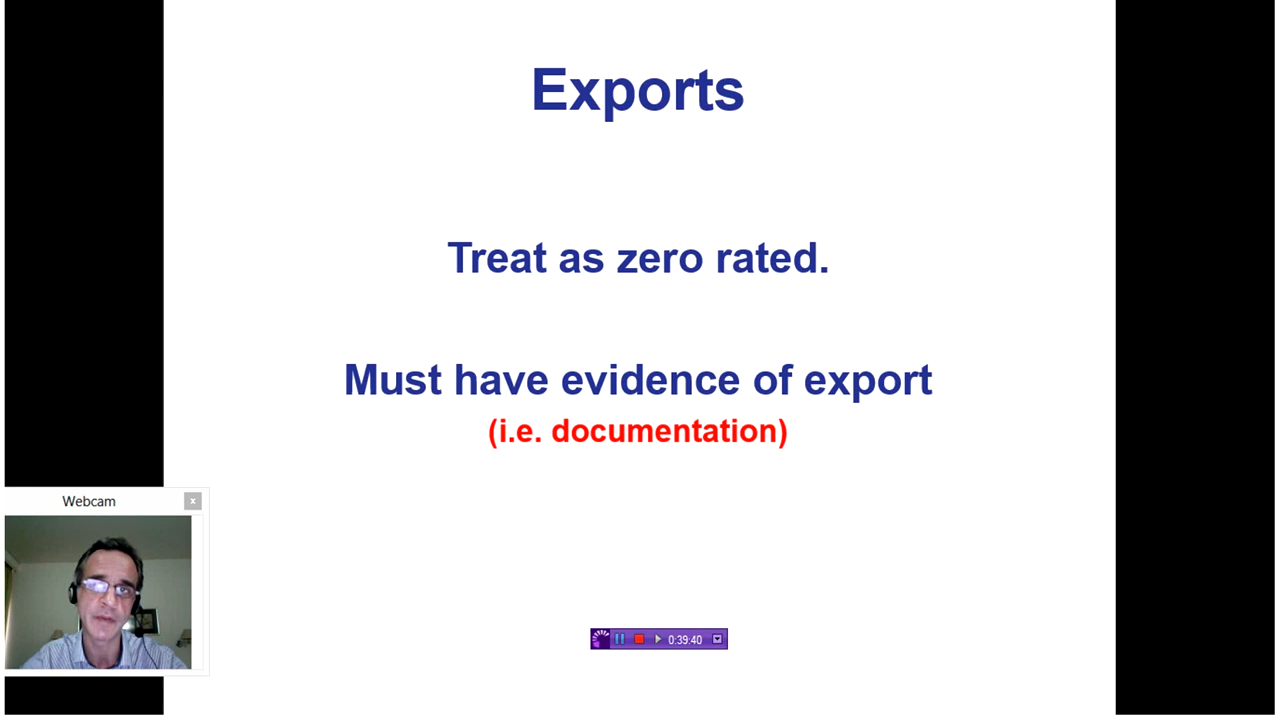 Exports
Treat as zero rated.
Must have evidence of export
(i.e. documentation)
Webcam
x
0:39:40